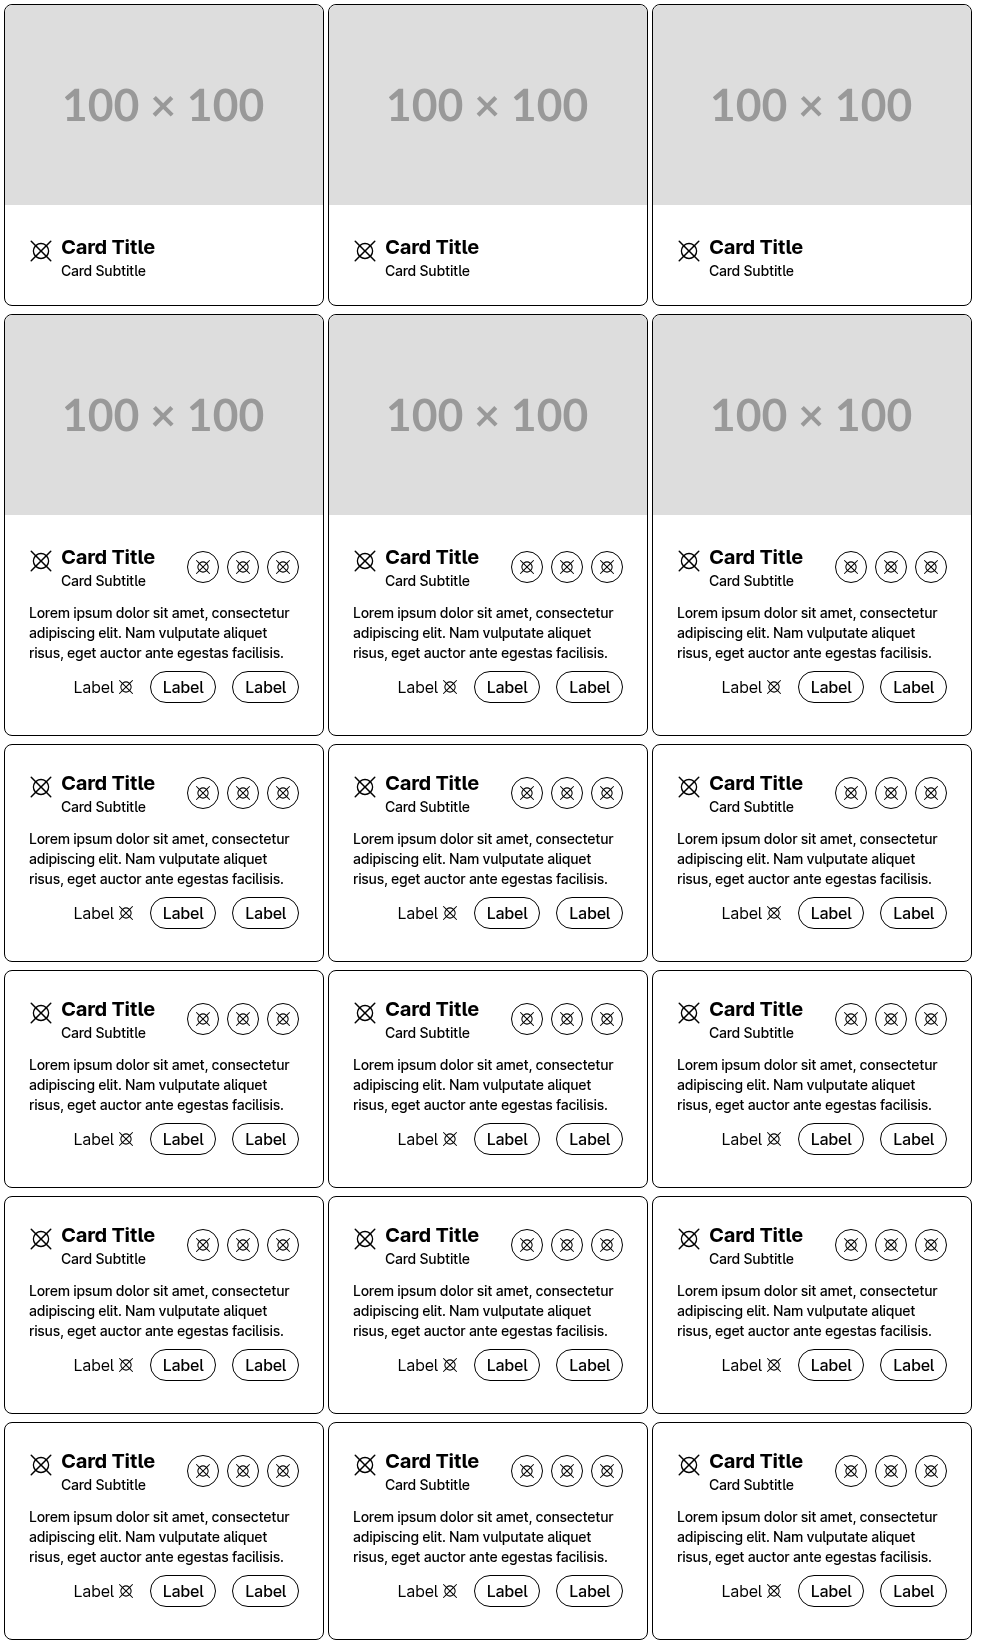 100 × 100
100 × 100
100 × 100
Card Title
Card Subtitle
Card Title
Card Subtitle
Card Title
Card Subtitle
100 × 100
100 × 100
100 × 100
Card Title
Card Subtitle
Lorem ipsum dolor sit amet, consectetur
adipiscing elit. Nam vulputate aliquet
risus, eget auctor ante egestas facilisis.
Label Label Label
Card Title
Card Subtitle
Lorem ipsum dolor sit amet, consectetur
adipiscing elit. Nam vulputate aliquet
risus, eget auctor ante egestas facilisis.
Label Label Label
Card Title
Card Subtitle
Lorem ipsum dolor sit amet, consectetur
adipiscing elit. Nam vulputate aliquet
risus, eget auctor ante egestas facilisis.
Label Label Label
Card Title
Card Subtitle
Lorem ipsum dolor sit amet, consectetur
adipiscing elit. Nam vulputate aliquet
risus, eget auctor ante egestas facilisis.
Label Label Label
Card Title
Card Subtitle
Lorem ipsum dolor sit amet, consectetur
adipiscing elit. Nam vulputate aliquet
risus, eget auctor ante egestas facilisis.
Label Label Label
Card Title
Card Subtitle
Lorem ipsum dolor sit amet, consectetur
adipiscing elit. Nam vulputate aliquet
risus, eget auctor ante egestas facilisis.
Label Label Label
Card Title
Card Subtitle
Lorem ipsum dolor sit amet, consectetur
adipiscing elit. Nam vulputate aliquet
risus, eget auctor ante egestas facilisis.
Label Label Label
Card Title
Card Subtitle
Lorem ipsum dolor sit amet, consectetur
adipiscing elit. Nam vulputate aliquet
risus, eget auctor ante egestas facilisis.
Label Label Label
Card Title
Card Subtitle
Lorem ipsum dolor sit amet, consectetur
adipiscing elit. Nam vulputate aliquet
risus, eget auctor ante egestas facilisis.
Label Label Label
Card Title
Card Subtitle
Lorem ipsum dolor sit amet, consectetur
adipiscing elit. Nam vulputate aliquet
risus, eget auctor ante egestas facilisis.
Label Label Label
Card Title
Card Subtitle
Lorem ipsum dolor sit amet, consectetur
adipiscing elit. Nam vulputate aliquet
risus, eget auctor ante egestas facilisis.
Label Label Label
Card Title
Card Subtitle
Lorem ipsum dolor sit amet, consectetur
adipiscing elit. Nam vulputate aliquet
risus, eget auctor ante egestas facilisis.
Label Label Label
Card Title
Card Subtitle
Lorem ipsum dolor sit amet, consectetur
adipiscing elit. Nam vulputate aliquet
risus, eget auctor ante egestas facilisis.
Label Label Label
Card Title
Card Subtitle
Lorem ipsum dolor sit amet, consectetur
adipiscing elit. Nam vulputate aliquet
risus, eget auctor ante egestas facilisis.
Label Label Label
Card Title
Card Subtitle
Lorem ipsum dolor sit amet, consectetur
adipiscing elit. Nam vulputate aliquet
risus, eget auctor ante egestas facilisis.
Label Label Label